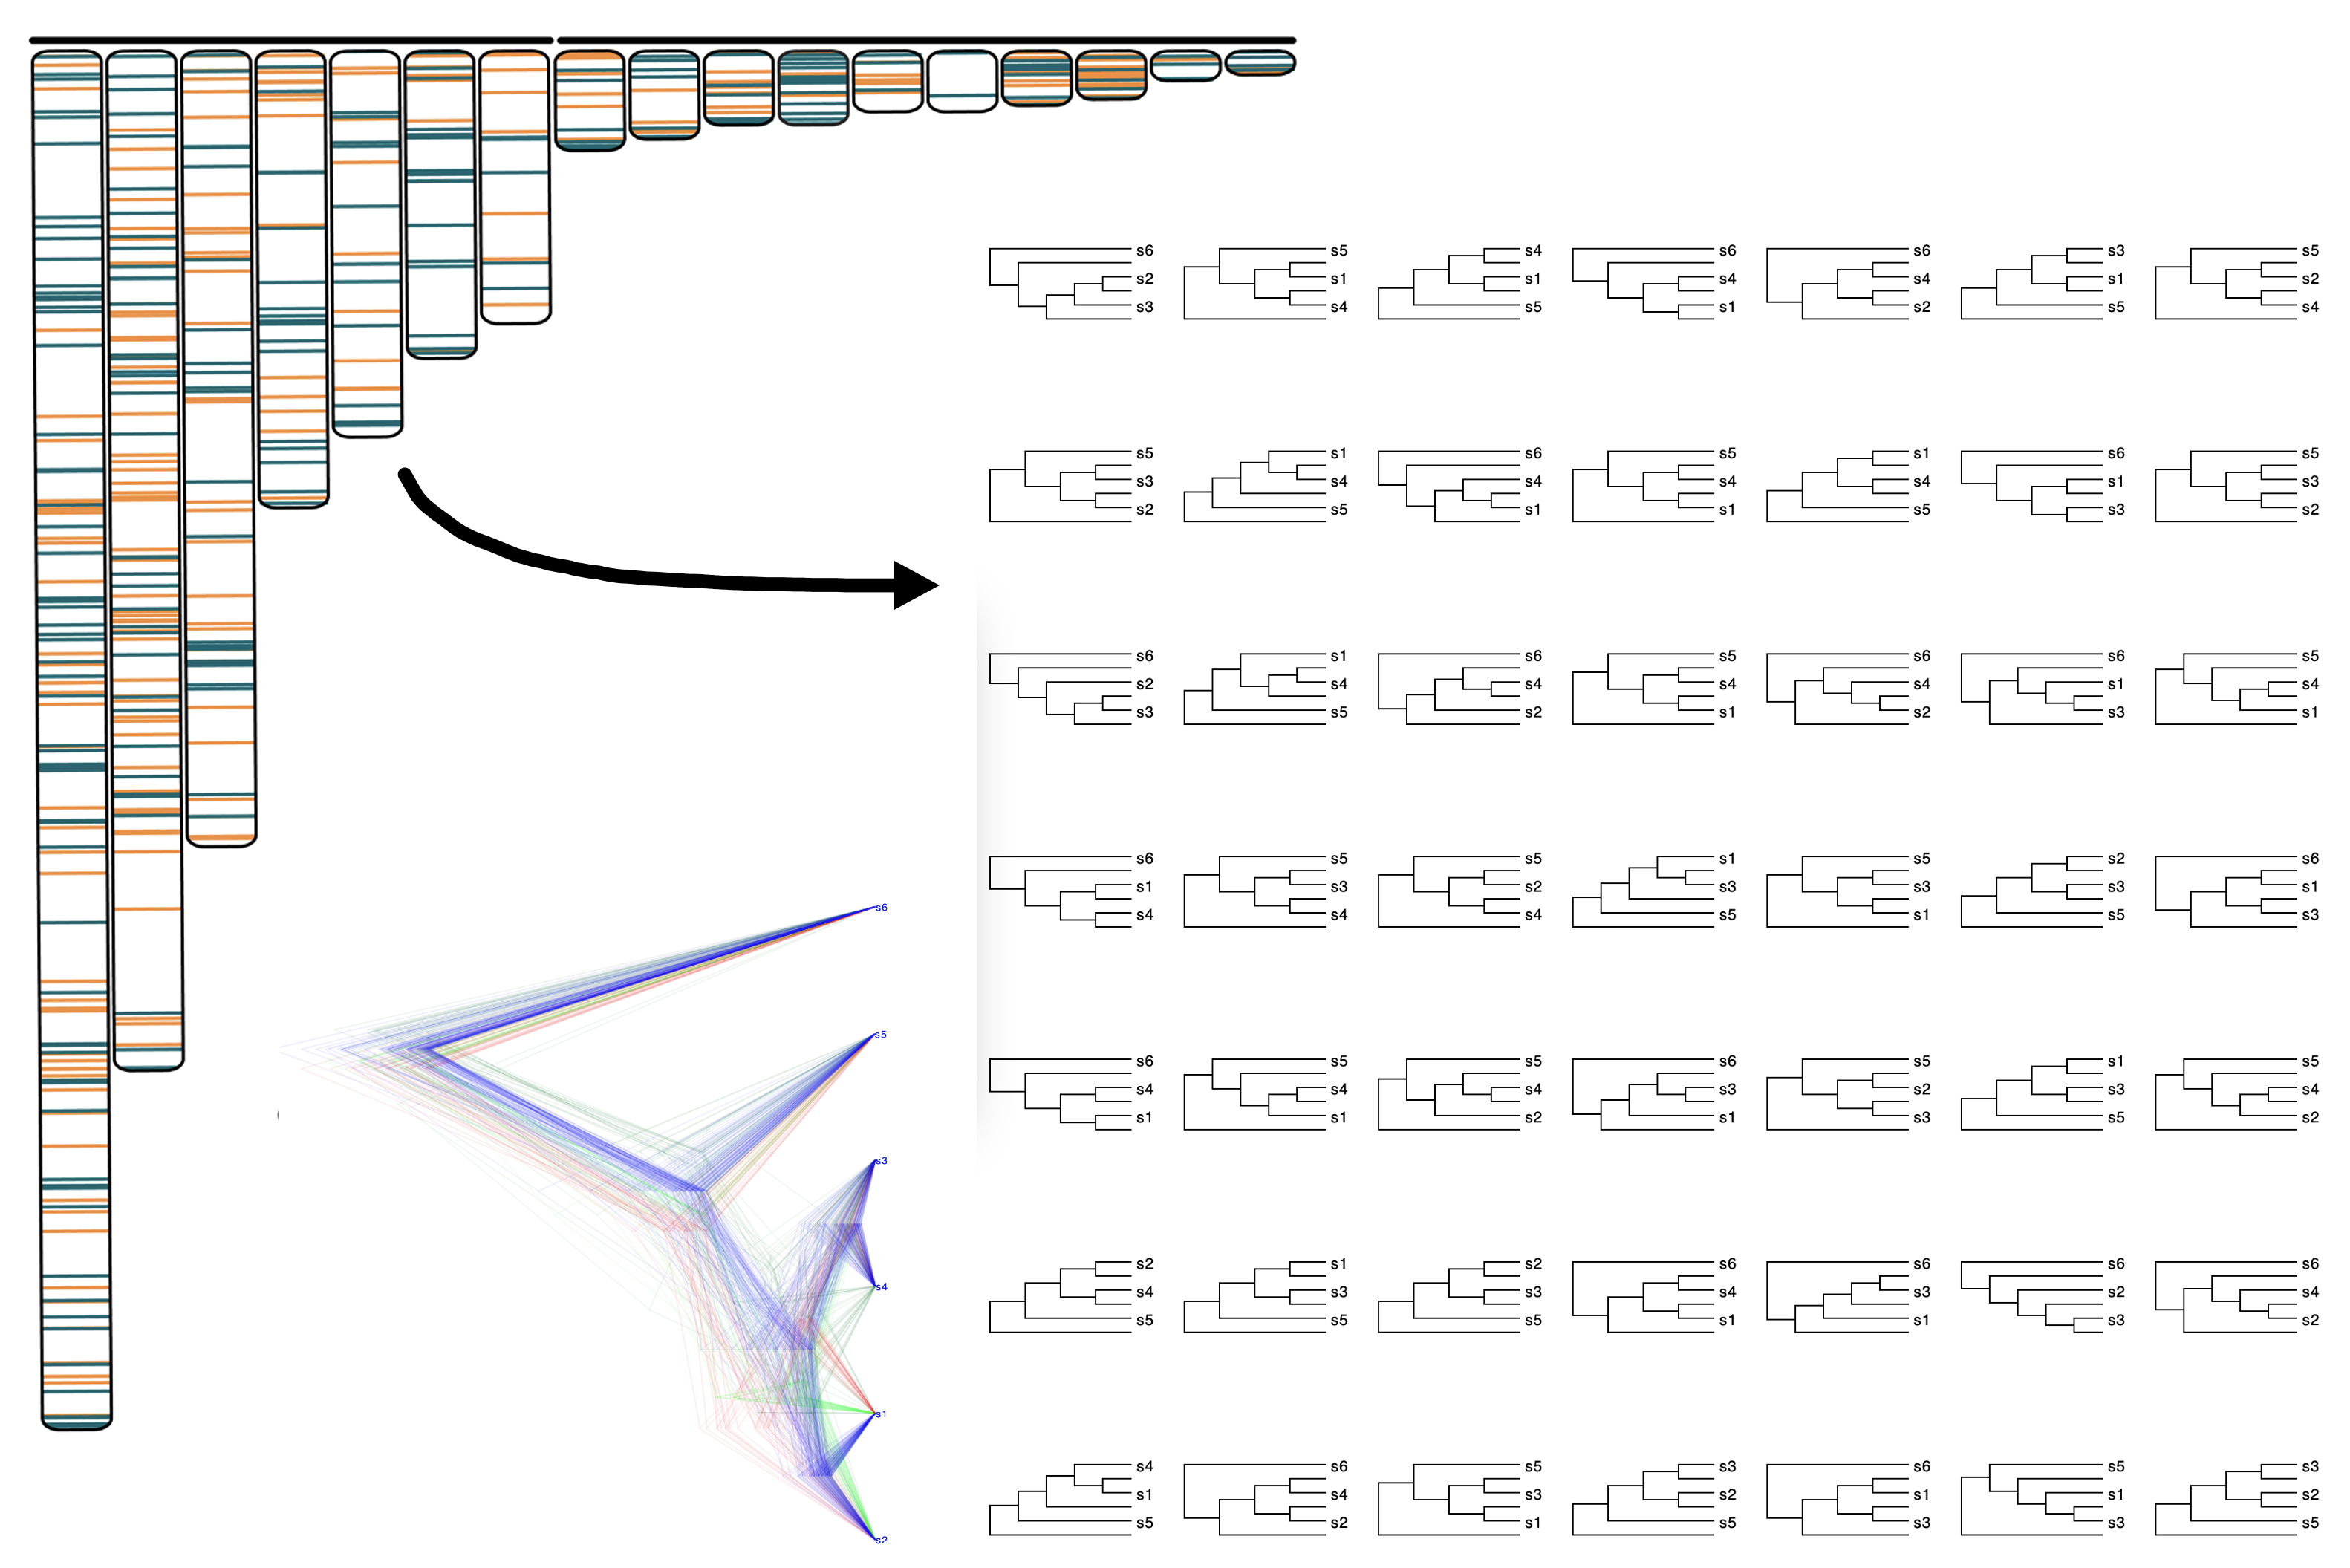 s6 s5 s4 s6 s6 s3 s5
s2 s1 s1 s4 s4 s1 s2
s3 s4 s5 s1 s2 s5 s4
s5 s1 s6 s5 s1 s6 s5
s3 s4 s4 s4 s4 s1 s3
s2 s5 s1 s1 s5 s3 s2
s6 s1 s6 s5 s6 s6 s5
s2 s4 s4 s4 s4 s1 s4
s3 s5 s2 s1 s2 s3 s1
s6 s5 s5 s1 s5 s2 s6
s1 s3 s2 s3 s3 s3 s1
s4 s4 s4 s5 s1 s5 s3
s6 s5 s5 s6 s5 s1 s5
s4 s4 s4 s3 s2 s3 s4
s1 s1 s2 s1 s3 s5 s2
s2 s1 s2 s6 s6 s6 s6
s4 s3 s3 s4 s3 s2 s4
s5 s5 s5 s1 s1 s3 s2
s4 s6 s5 s3 s6 s5 s3
s1 s4 s3 s2 s1 s1 s2
s5 s2 s1 s5 s3 s3 s5
s6
s5
s3
s4
s1
s2